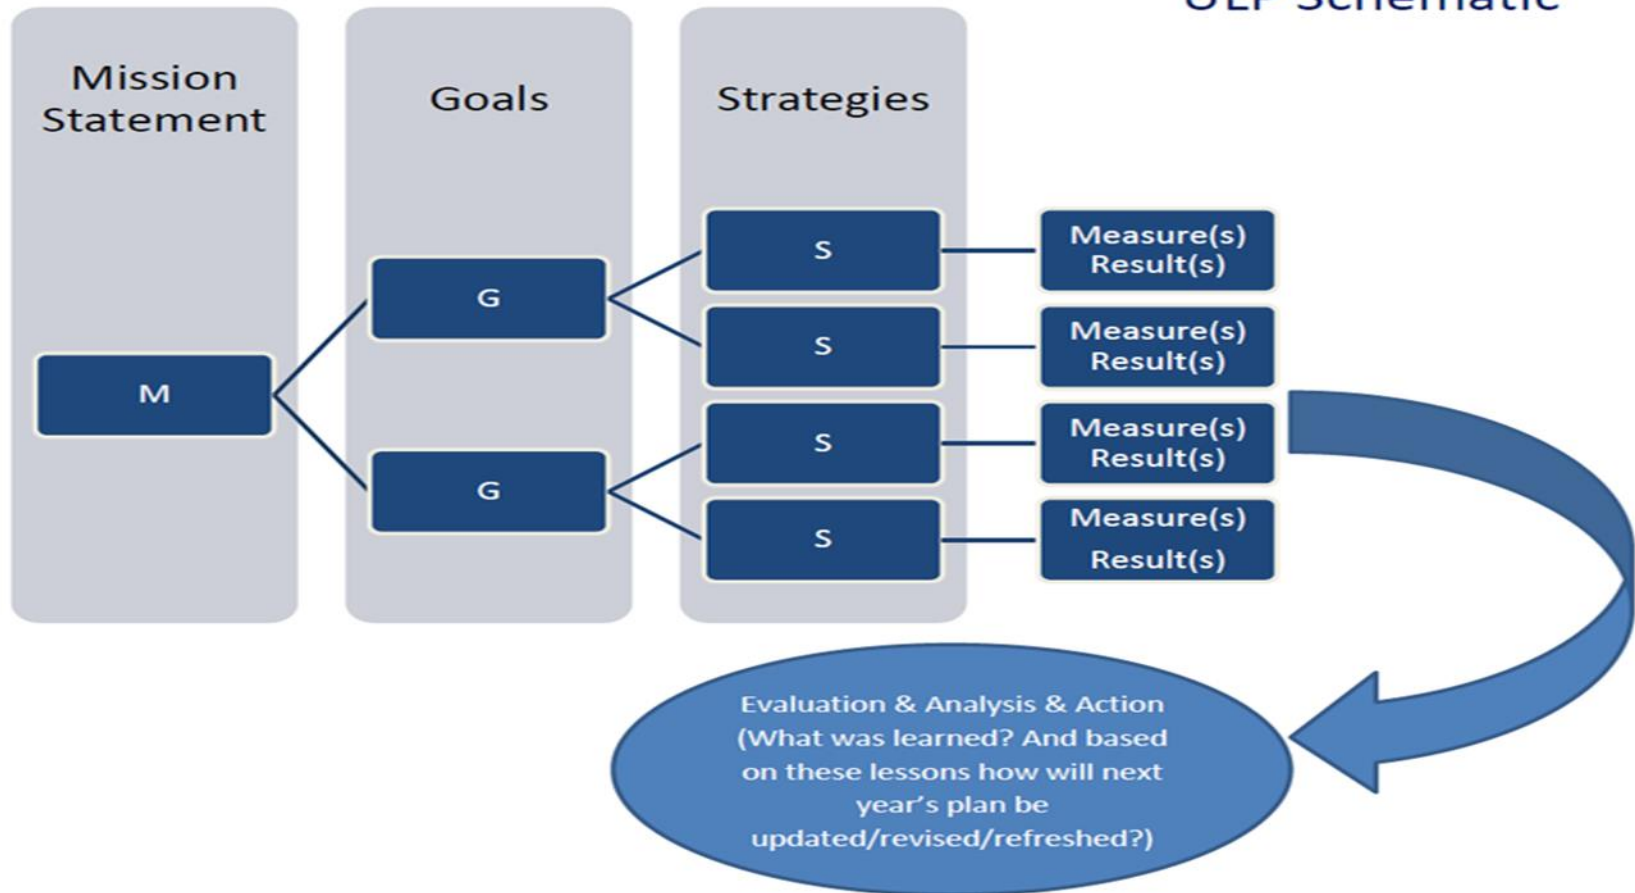 Schematic
Mission
Statement
Goals
Strategies
M
G
G
S
S
S
S
Measure(s)
Result(s)
Measure(s)
Result(s)
Measure(s)
Result(s)
Measure(s)
Result(s)
Evaluation & Analysis & Action
(What was learned? And based
on these lessons how will next
year's plan be
updated/revised/refreshed?)